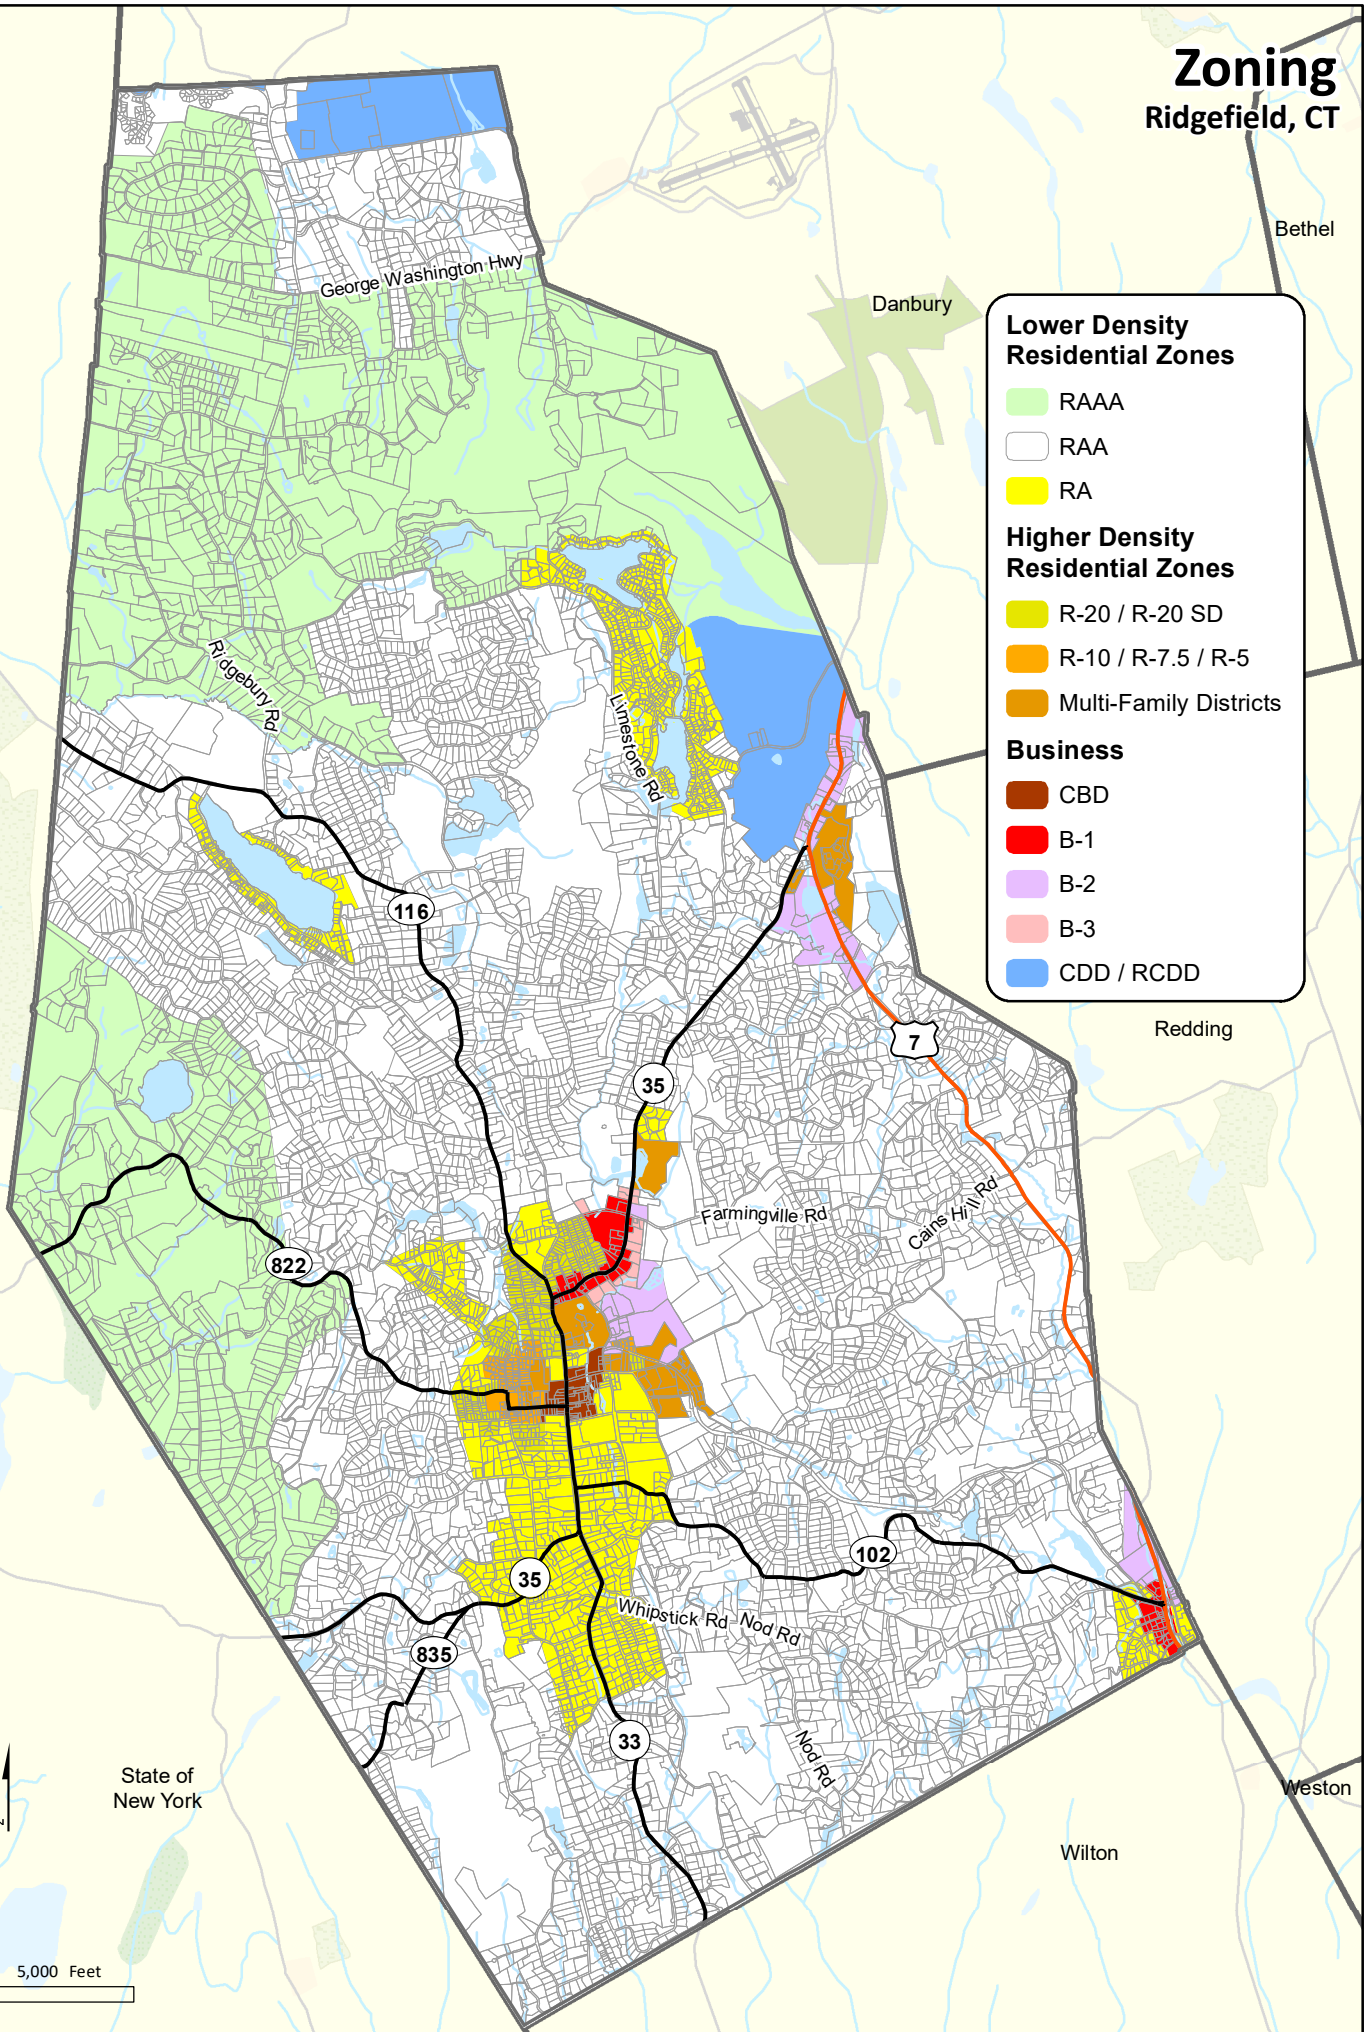 Zoning
Ridgefield, CT
Bethel
Danbury
Lower Density
Residential Zones
RAAA
RAA
RA
Higher Density
Residential Zones
R-20 / R-20 SD
R-10 / R-7.5 / R-5
Multi-Family Districts
Business
CBD
B-1
B-2
B-3
CDD / RCDD
George Washington Hwy
Ridgebury Rd
Limestone Rd
116
7
Redding
35
Farmingville Rd
Cains Hill Rd
822
102
35
Whipstick Rd
Nod Rd
835
33
Nod Rd
State of
New York
Weston
Wilton
5,000 Feet